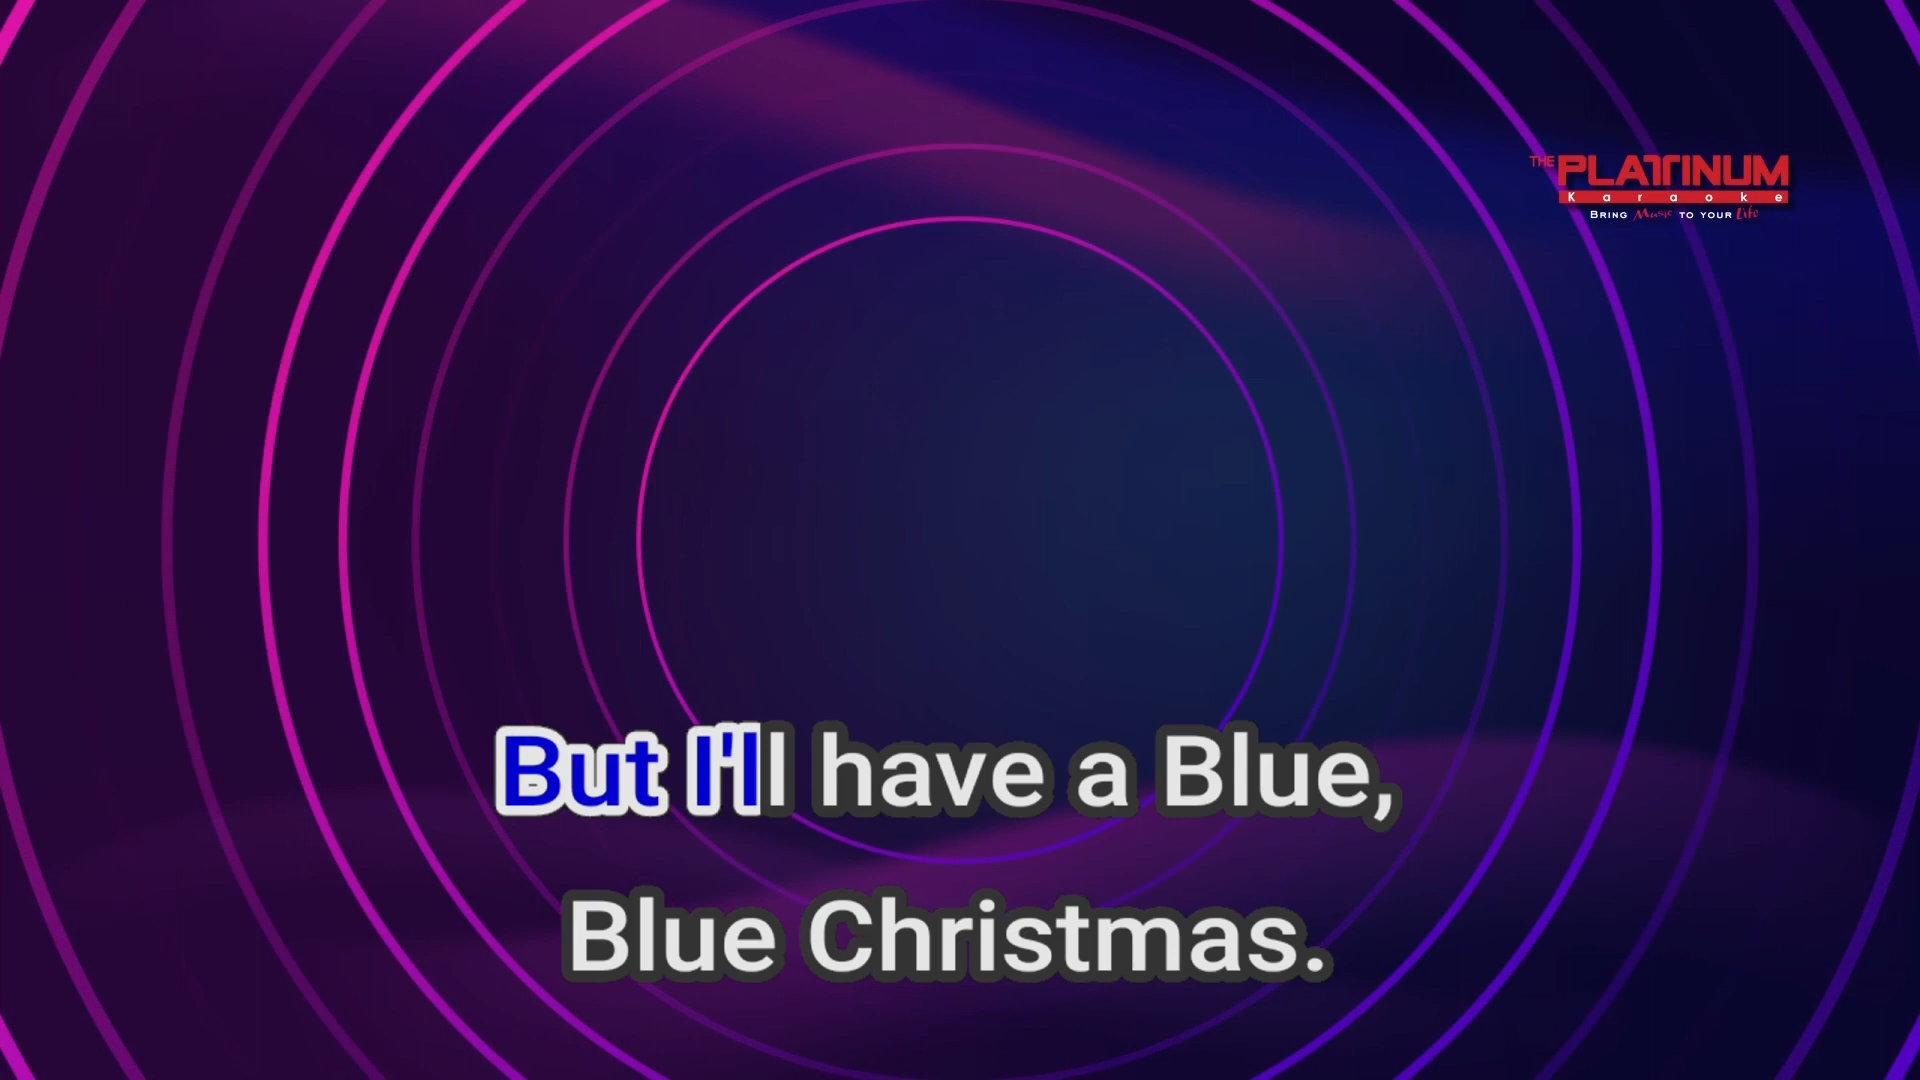 THE PLATINUM
Karaoke
BRING Music TO YOUR Life
But I'll have a Blue,
Blue Christmas.